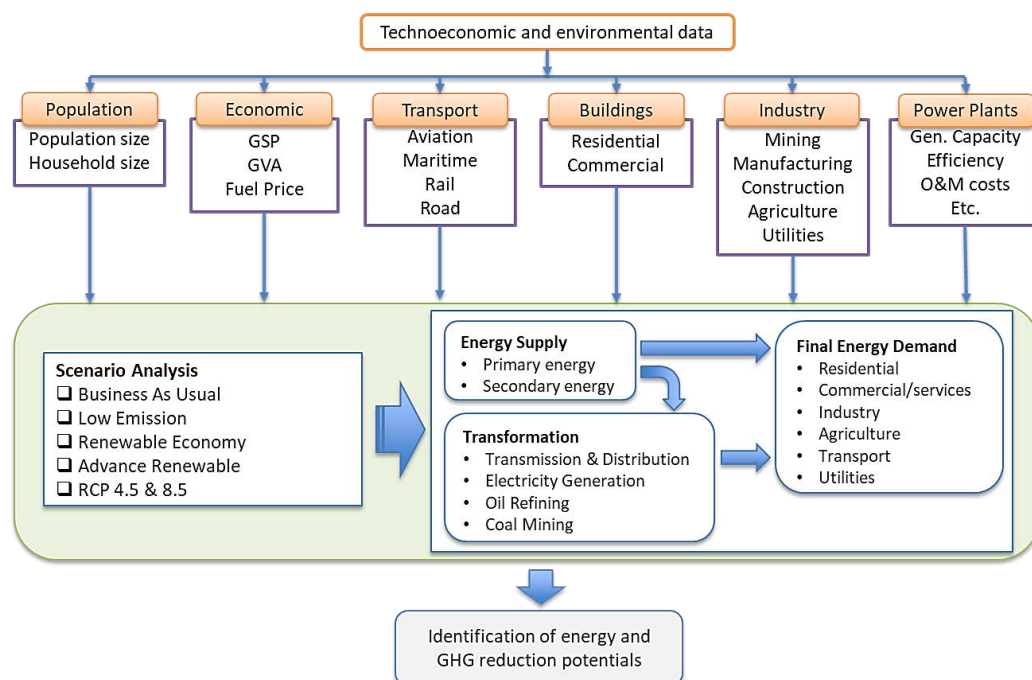 Technoeconomic and environmental data
Population
Population size
Household size
Economic
GSP
GVA
Fuel Price
Transport
Aviation
Maritime
Rail
Road
Buildings
Residential
Commercial
Industry
Mining
Manufacturing
Construction
Agriculture
Utilities
Power Plants
Gen. Capacity
Efficiency
O&M costs
Etc.
Scenario Analysis
❑ Business As Usual
❑ Low Emission
❑ Renewable Economy
❑ Advance Renewable
❑ RCP 4.5 & 8.5
Energy Supply
• Primary energy
• Secondary energy
Transformation
• Transmission & Distribution
• Electricity Generation
• Oil Refining
• Coal Mining
Final Energy Demand
• Residential
• Commercial/services
• Industry
• Agriculture
• Transport
• Utilities
Identification of energy and
GHG reduction potentials